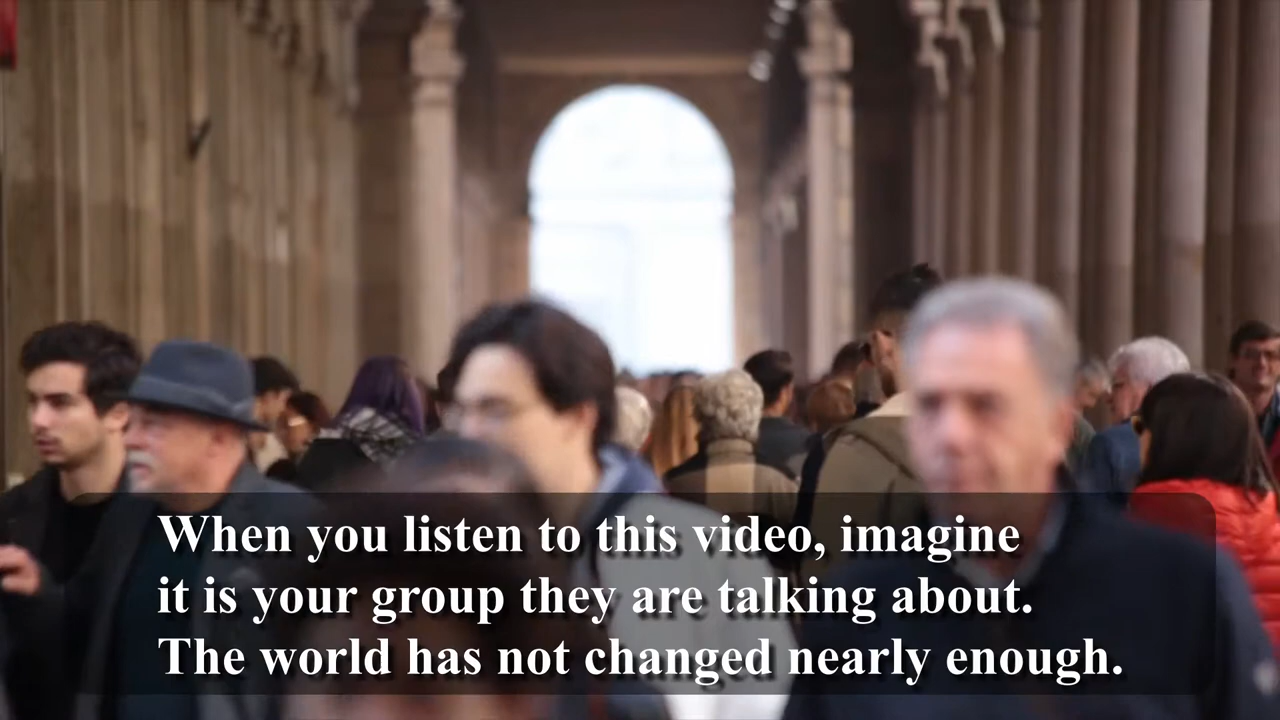 When you listen to this video, imagine
it is your group they are talking about.
The world has not changed nearly enough.